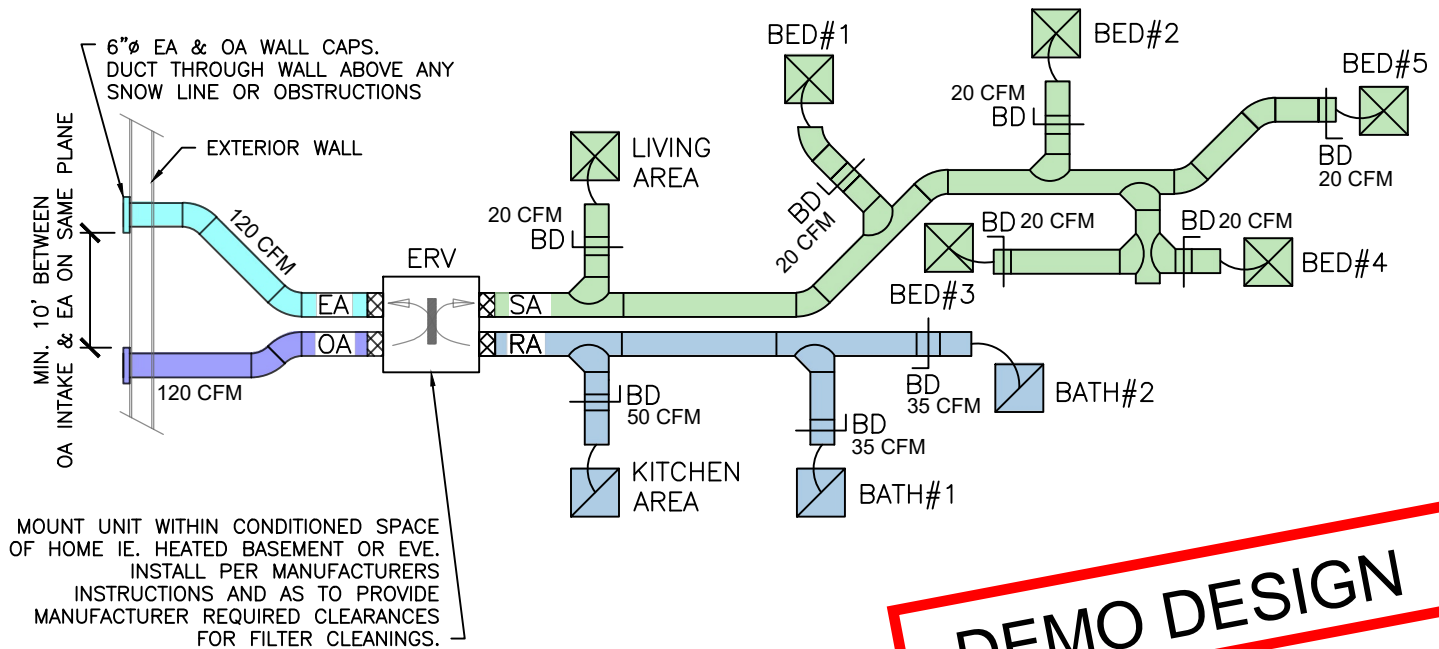 6"ø EA & OA WALL CAPS.
DUCT THROUGH WALL ABOVE ANY
SNOW LINE OR OBSTRUCTIONS
EXTERIOR WALL
MIN. 10' BETWEEN
OA INTAKE & EA ON SAME PLANE
120 CFM
120 CFM
EA
OA
ERV
SA
RA
LIVING
AREA
20 CFM
BD
BED#1
BD
20 CFM
BED#2
20 CFM
BD
BED#5
BD
20 CFM
BD 20 CFM
BED#3
BD 20 CFM
BED#4
BD
50 CFM
KITCHEN
AREA
BD
35 CFM
BATH#1
BD
35 CFM
BATH#2
MOUNT UNIT WITHIN CONDITIONED SPACE
OF HOME IE. HEATED BASEMENT OR EVE.
INSTALL PER MANUFACTURERS
INSTRUCTIONS AND AS TO PROVIDE
MANUFACTURER REQUIRED CLEARANCES
FOR FILTER CLEANINGS.
DEMO DESIGN